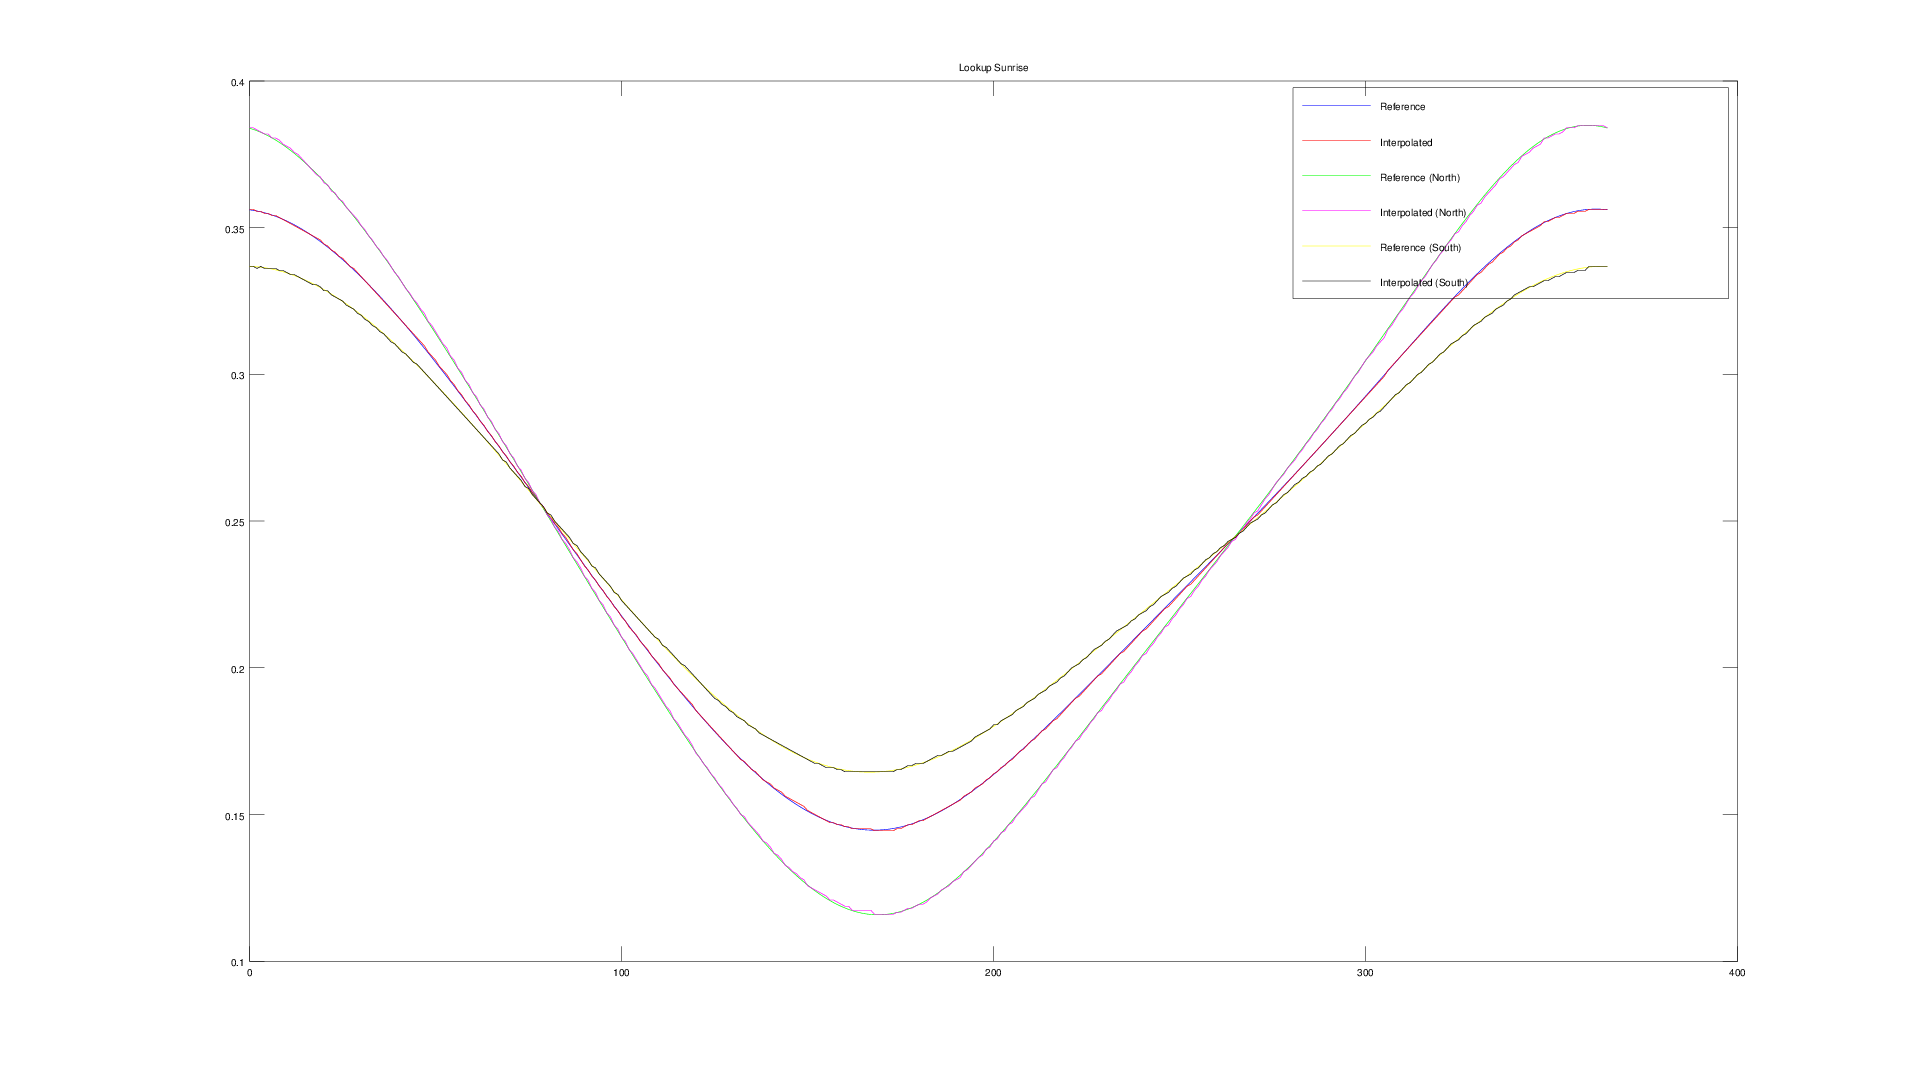 Lookup Sunrise
0.4
0.35
0.3
0.25
0.2
0.15
0.1
0
100
200
300
400
Reference
Interpolated
Reference (North)
Interpolated (North)
Reference (South)
Interpolated (South)